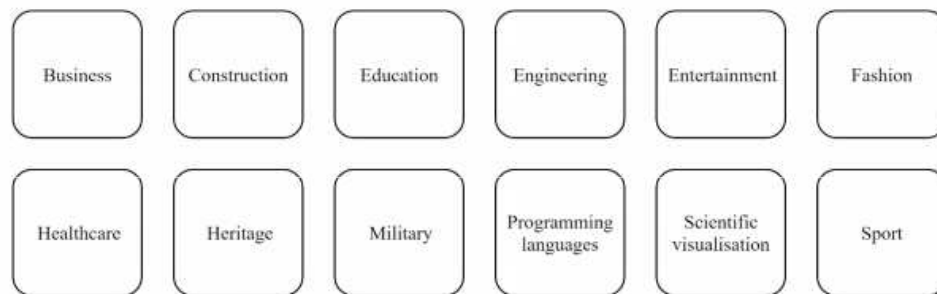 Business
Construction
Education
Engineering
Entertainment
Fashion
Healthcare
Heritage
Military
Programming
languages
Scientific
visualisation
Sport